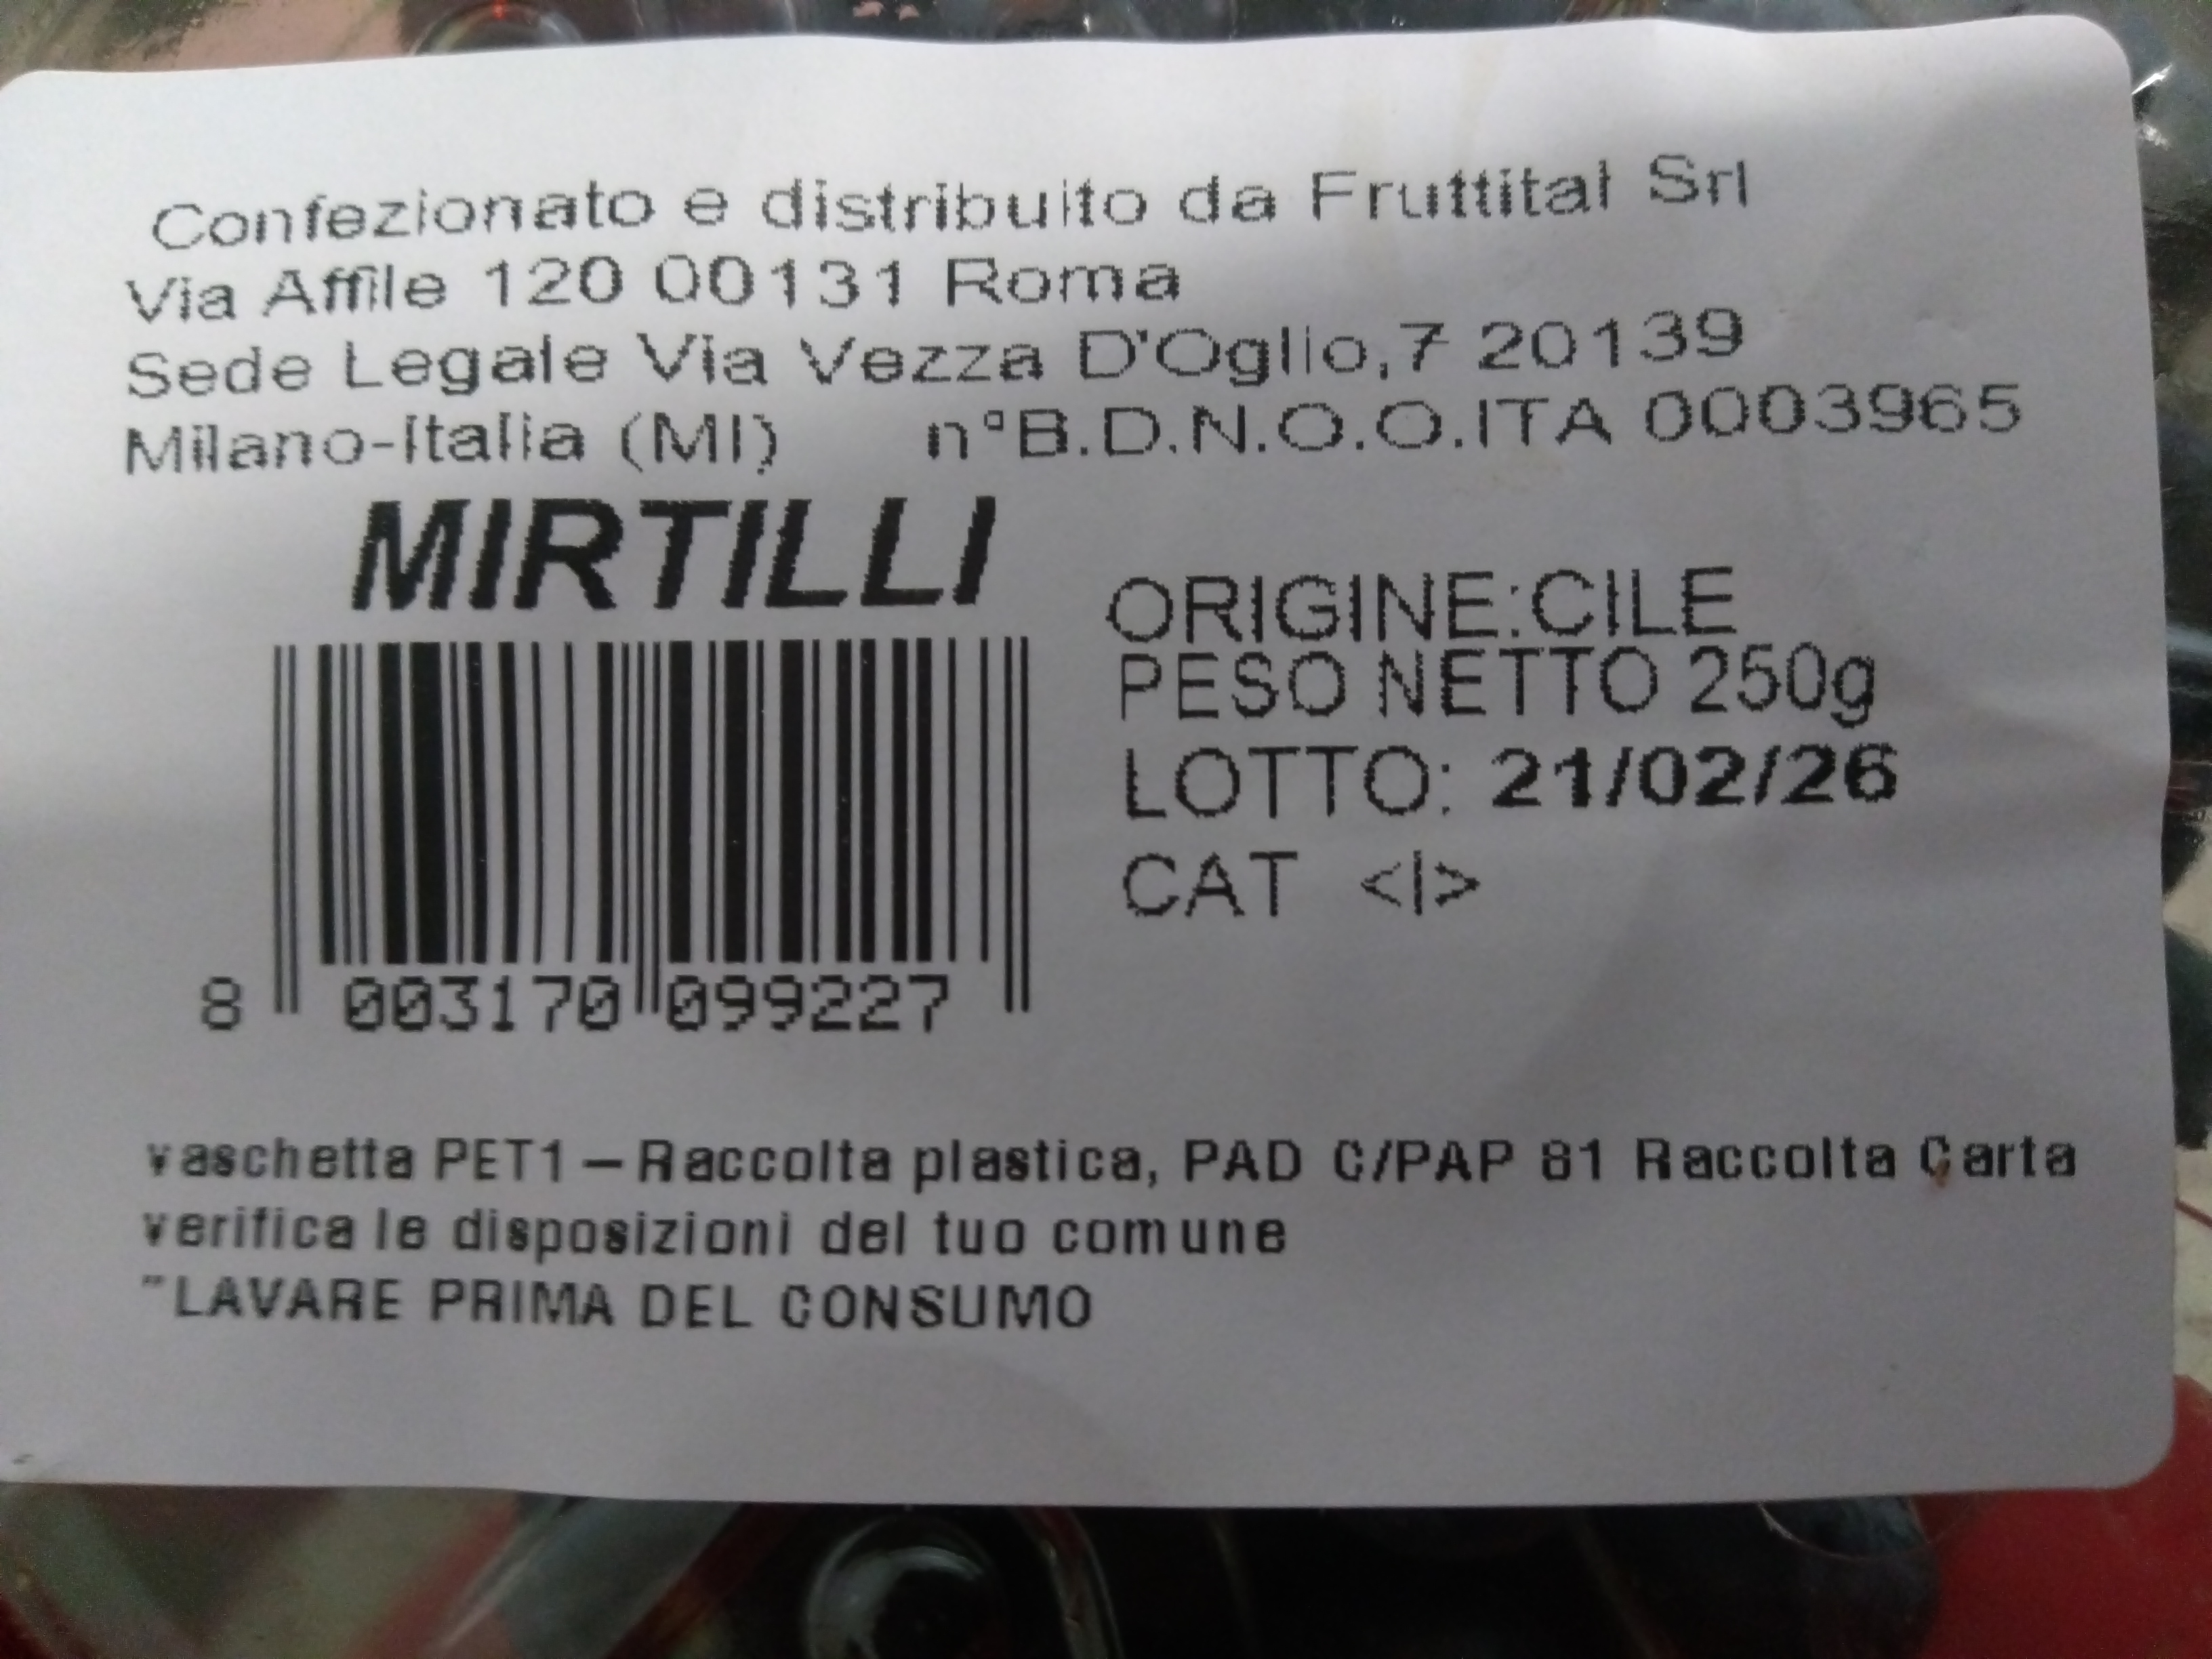 Confezionato e distribuito da Fruttital Srl
Via Affile 120 00131 Roma
Sede Legale Via Vezza D'Oglio,7 20139
Milano-Italia (MI) n°B.D.N.O.O.ITA 0003965
MIRTILLI
ORIGINE:CILE
PESO NETTO 250g
LOTTO: 21/02/26
CAT <I>
8 003170 099227
vaschetta PET1 – Raccolta plastica, PAD C/PAP 81 Raccolta Carta
verifica le disposizioni del tuo comune
"LAVARE PRIMA DEL CONSUMO